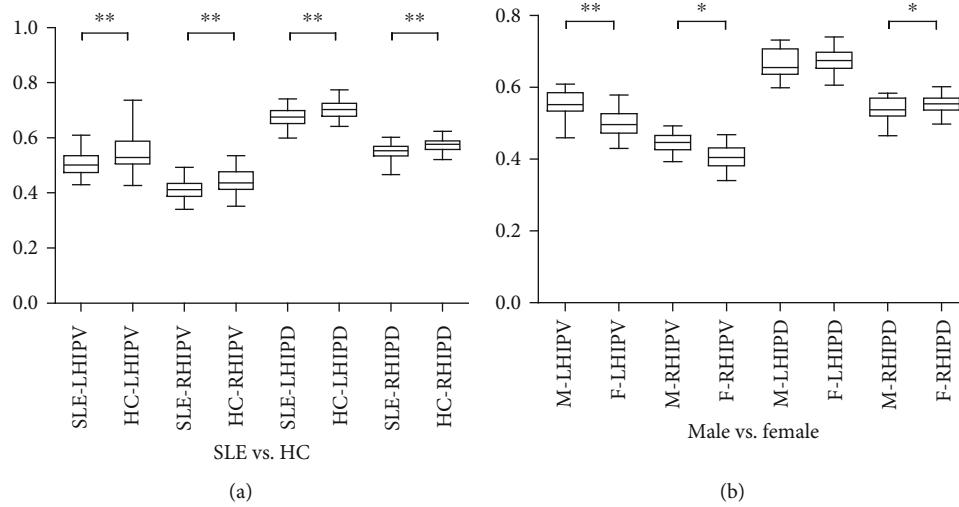 1.0
0.8
0.6
0.4
0.2
0.0
**
**
**
**
SLE-LHIPV
HC-LHIPV
SLE-RHIPV
HC-RHIPV
SLE-LHIPD
HC-LHIPD
SLE-RHIPD
HC-RHIPD
SLE vs. HC
(a)
0.8
0.6
0.4
0.2
0.0
**
*
*
M-LHIPV
F-LHIPV
M-RHIPV
F-RHIPV
M-LHIPD
F-LHIPD
M-RHIPD
F-RHIPD
Male vs. female
(b)